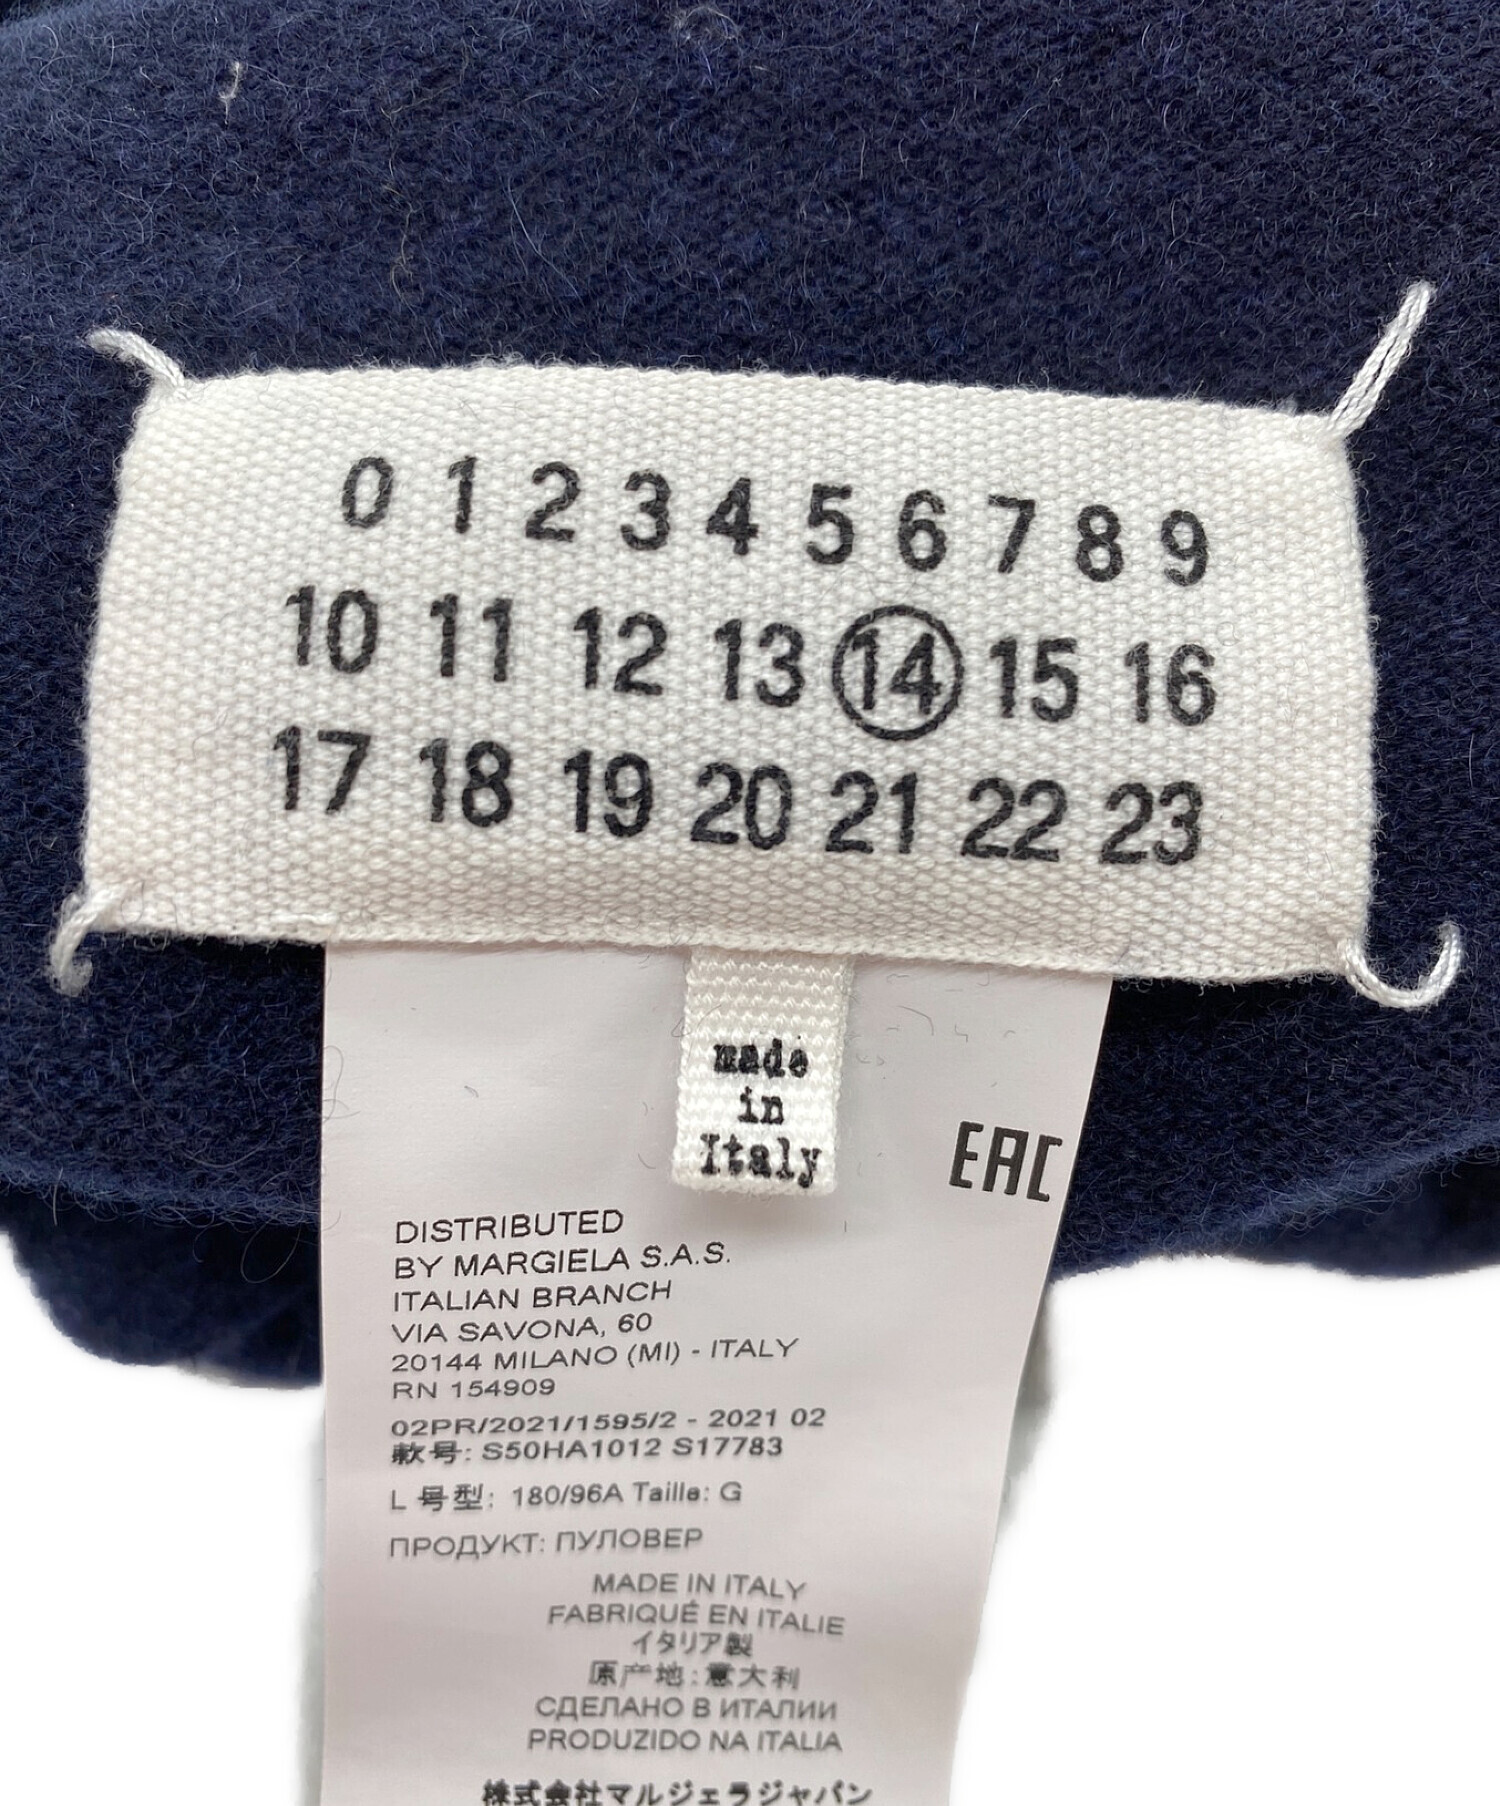 0 1 2 3 4 5 6 7 8 9
10 11 12 13 14 15 16
17 18 19 20 21 22 23
made
in
Italy
EAC
DISTRIBUTED
BY MARGIELA S.A.S.
ITALIAN BRANCH
VIA SAVONA, 60
20144 MILANO (MI) - ITALY
RN 154909
02PR/2021/1595/2 - 2021 02
款号: S50HA1012 S17783
L 号型: 180/96A Taille: G
ПРОДУКТ: ПУЛОВЕР
MADE IN ITALY
FABRIQUÉ EN ITALIE
イタリア製
原产地:意大利
СДЕЛАНО В ИТАЛИИ
PRODUZIDO NA ITALIA
株式会社マルジェラジャパン